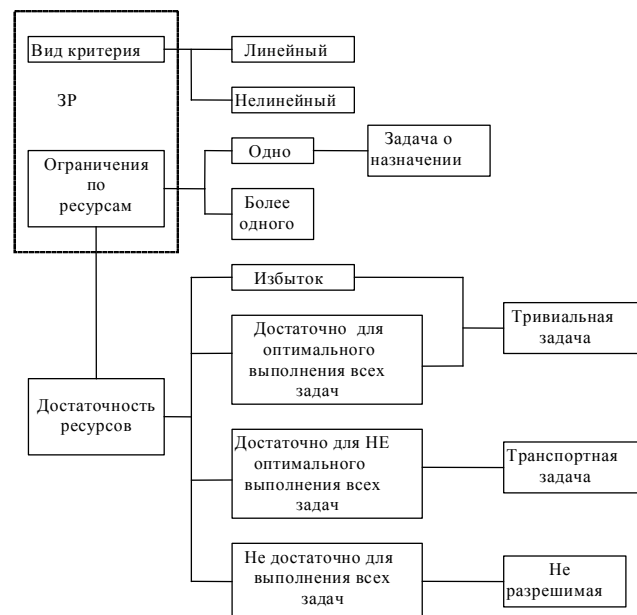 Вид критерия
Линейный
ЗР
Нелинейный
Ограничения
по
ресурсам
Одно
Задача о
назначении
Более
одного
Избыток
Достаточно для
оптимального
выполнения всех
задач
Тривиальная
задача
Достаточность
ресурсов
Достаточно для НЕ
оптимального
выполнения всех
задач
Транспортная
задача
Не достаточно для
выполнения всех
задач
Не
разрешимая